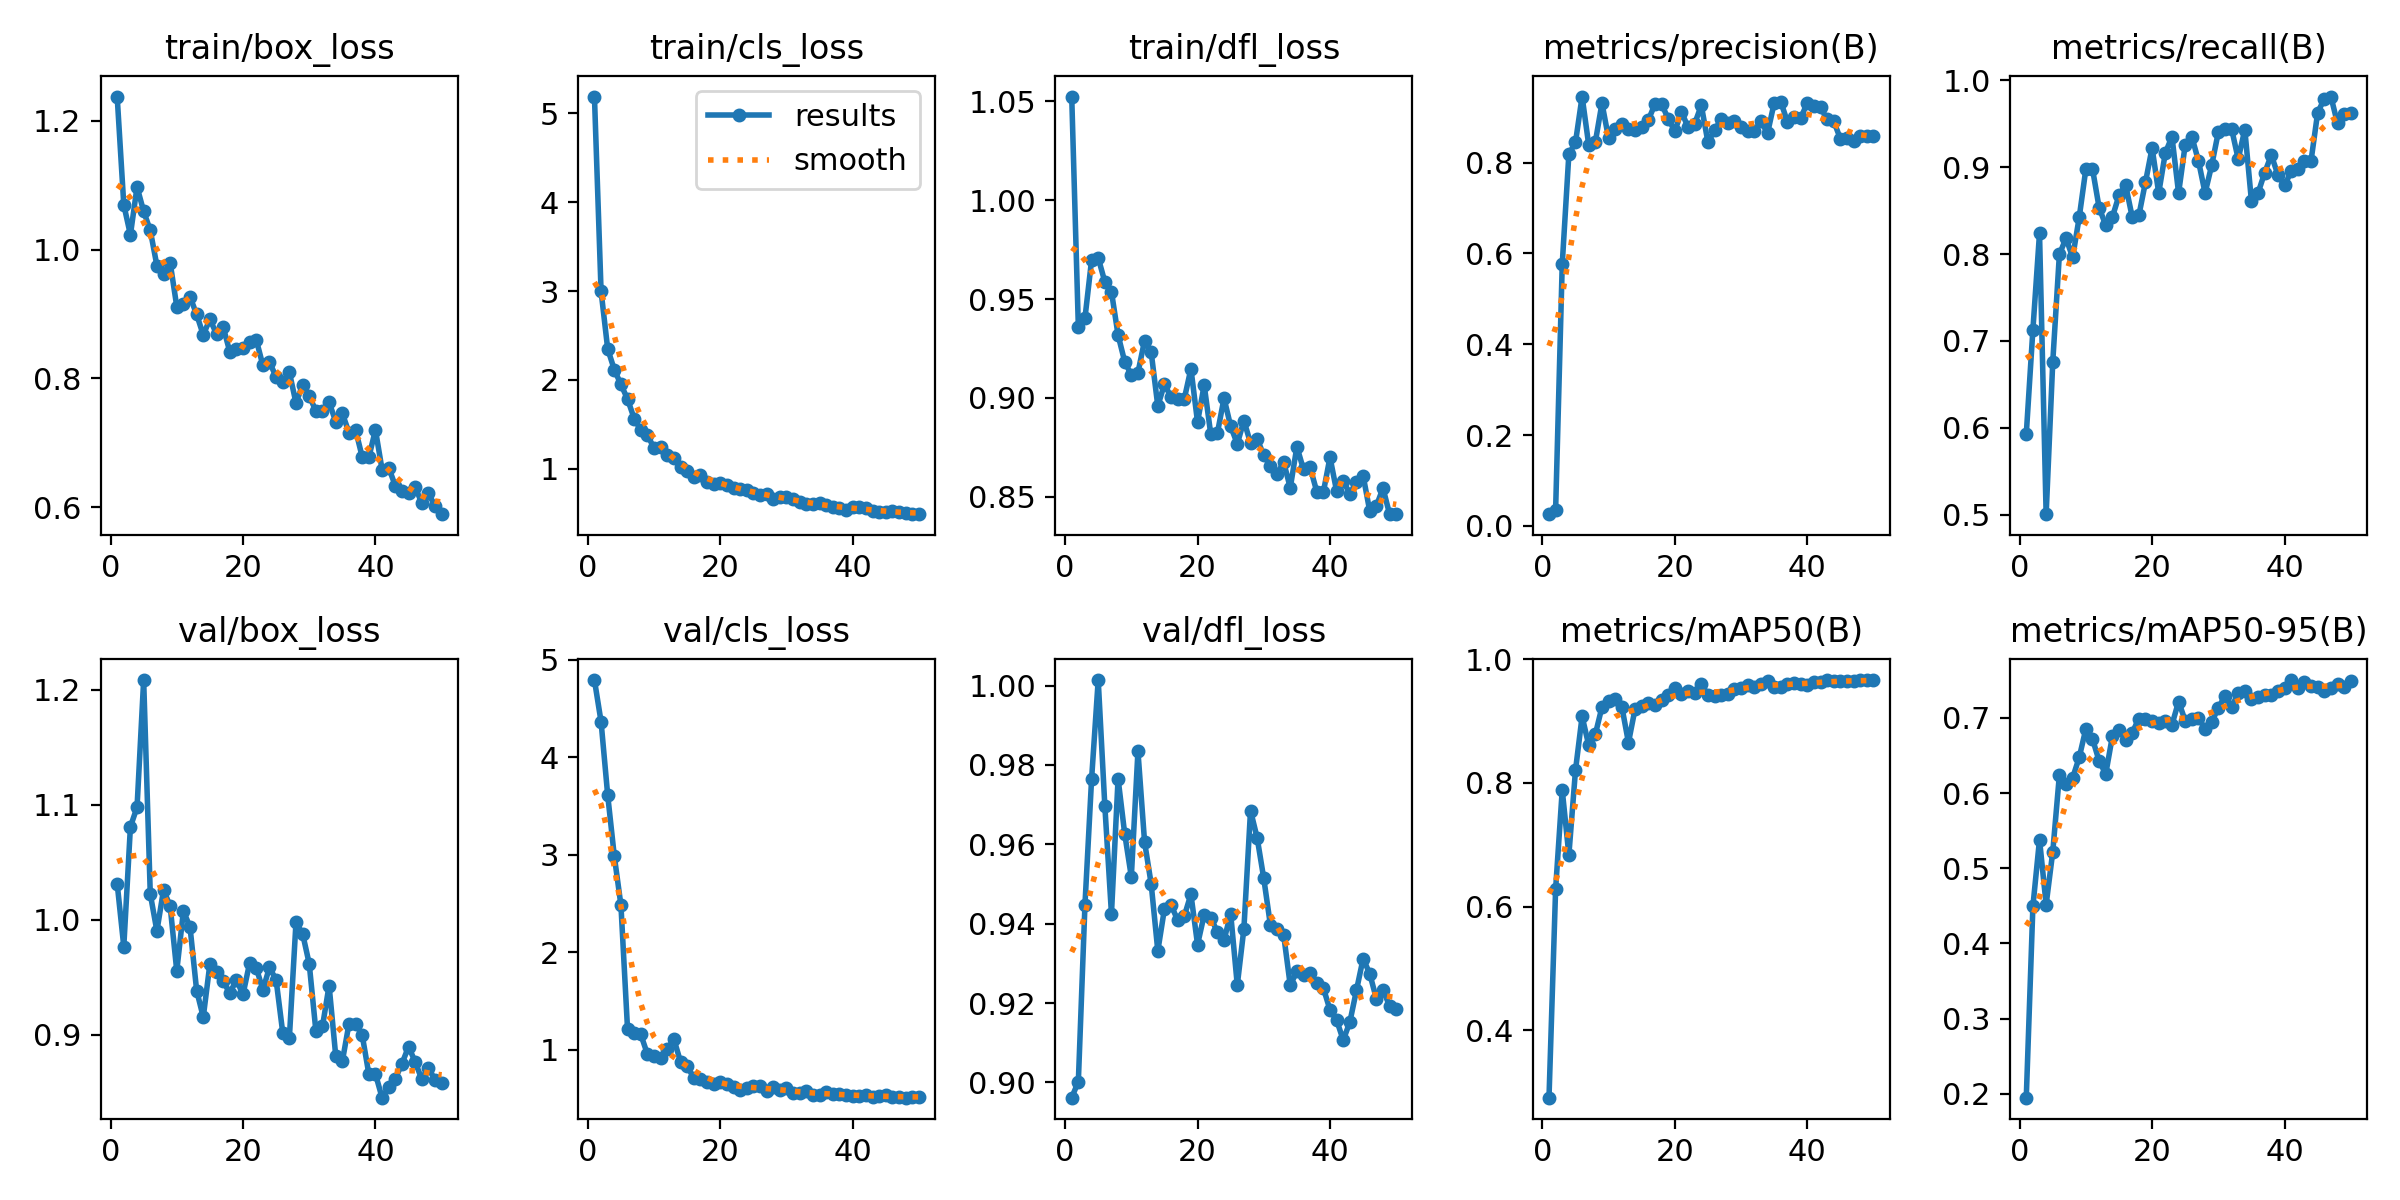 train/box_loss
train/cls_loss
train/dfl_loss
metrics/precision(B)
metrics/recall(B)
1.2
1.0
0.8
0.6
0 20 40
5
4
3
2
1
results
smooth
0 20 40
1.05
1.00
0.95
0.90
0.85
0 20 40
0.8
0.6
0.4
0.2
0.0
0 20 40
1.0
0.9
0.8
0.7
0.6
0.5
0 20 40
val/box_loss
val/cls_loss
val/dfl_loss
metrics/mAP50(B)
metrics/mAP50-95(B)
1.2
1.1
1.0
0.9
0 20 40
5
4
3
2
1
0 20 40
1.00
0.98
0.96
0.94
0.92
0.90
0 20 40
1.0
0.8
0.6
0.4
0 20 40
0.7
0.6
0.5
0.4
0.3
0.2
0 20 40